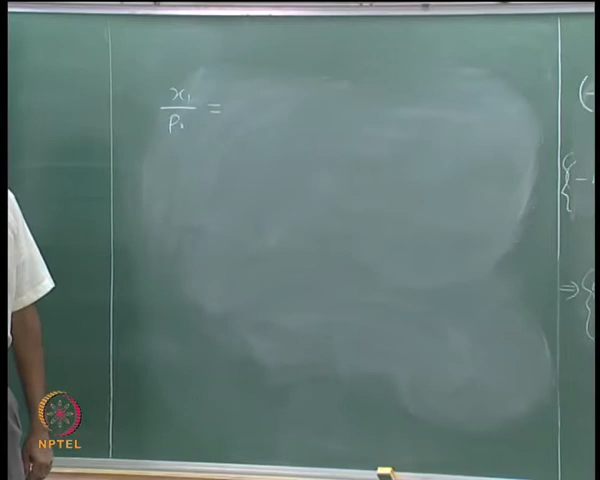 x₁/p₁ =
(-
{-
⇒ {
NPTEL